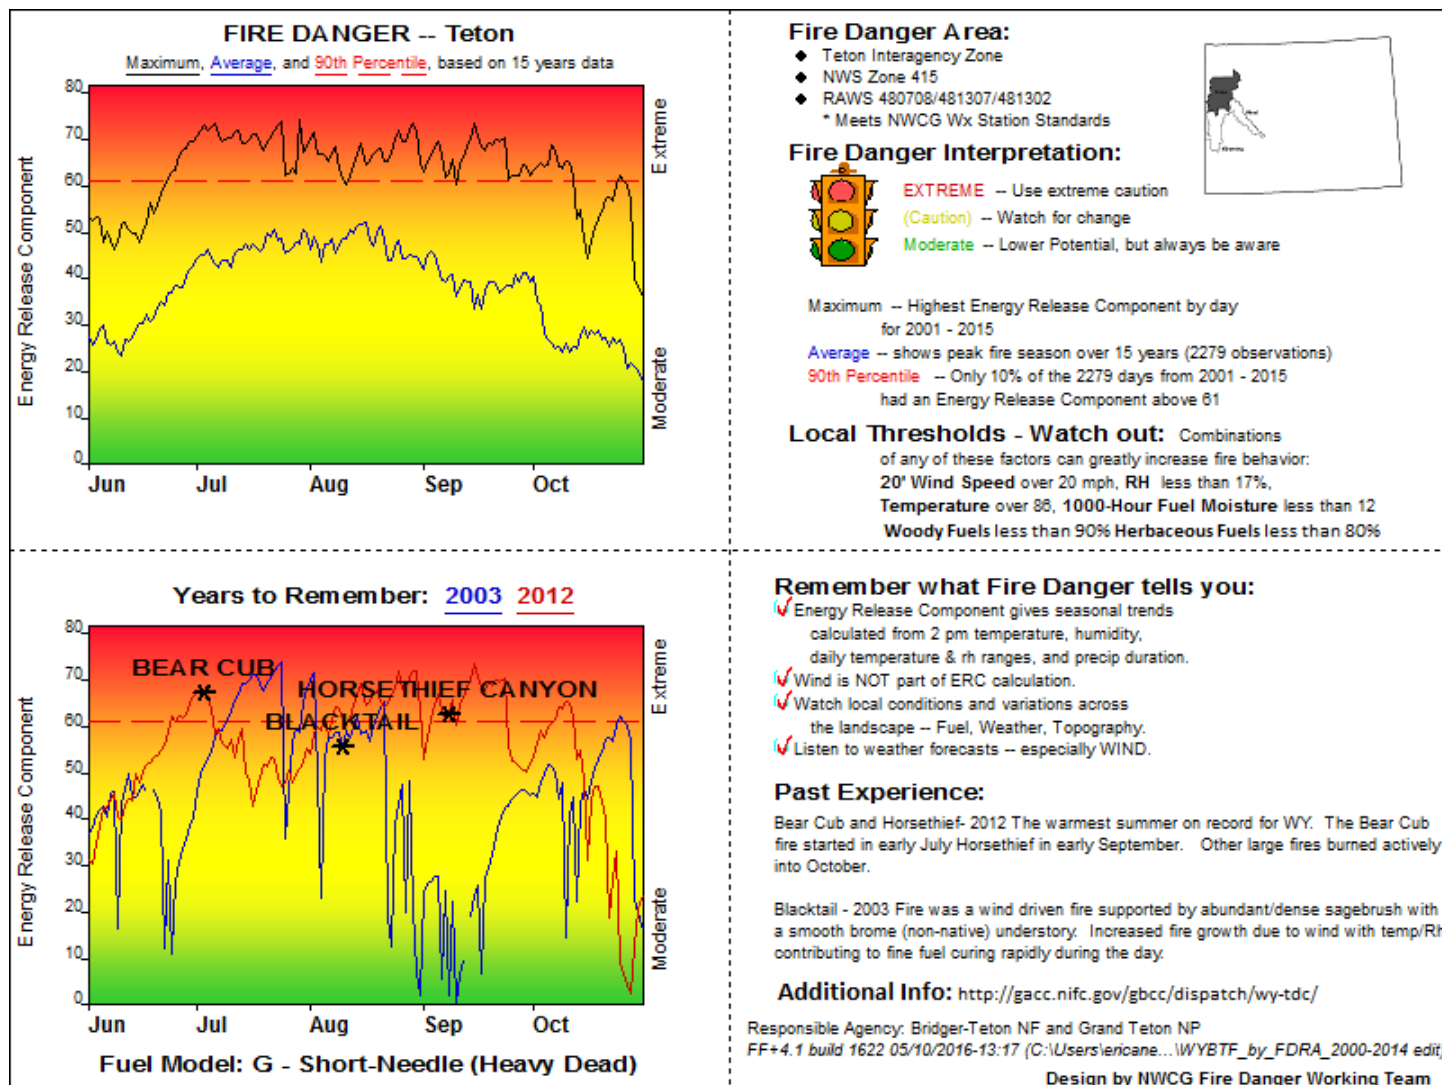 FIRE DANGER -- Teton
Maximum, Average, and 90th Percentile, based on 15 years data
Energy Release Component
80
70
60
50
40
30
20
10
0
Extreme
Moderate
Jun Jul Aug Sep Oct
Fire Danger Area:
Teton Interagency Zone
NWS Zone 415
RAWS 480708/481307/481302
* Meets NWCG Wx Station Standards
Fire Danger Interpretation:
EXTREME -- Use extreme caution
(Caution) -- Watch for change
Moderate -- Lower Potential, but always be aware
Maximum -- Highest Energy Release Component by day
for 2001 - 2015
Average -- shows peak fire season over 15 years (2279 observations)
90th Percentile -- Only 10% of the 2279 days from 2001 - 2015
had an Energy Release Component above 61
Local Thresholds - Watch out: Combinations
of any of these factors can greatly increase fire behavior:
20' Wind Speed over 20 mph, RH less than 17%,
Temperature over 86, 1000-Hour Fuel Moisture less than 12
Woody Fuels less than 90% Herbaceous Fuels less than 80%
Years to Remember: 2003 2012
Energy Release Component
80
70
60
50
40
30
20
10
0
BEAR CUB
HORSETHIEF CANYON
BLACKTAIL
Extreme
Moderate
Jun Jul Aug Sep Oct
Fuel Model: G - Short-Needle (Heavy Dead)
Remember what Fire Danger tells you:
Energy Release Component gives seasonal trends
calculated from 2 pm temperature, humidity,
daily temperature & rh ranges, and precip duration.
Wind is NOT part of ERC calculation.
Watch local conditions and variations across
the landscape -- Fuel, Weather, Topography.
Listen to weather forecasts -- especially WIND.
Past Experience:
Bear Cub and Horsethief- 2012 The warmest summer on record for WY. The Bear Cub
fire started in early July Horsethief in early September. Other large fires burned actively
into October.
Blacktail - 2003 Fire was a wind driven fire supported by abundant/dense sagebrush with
a smooth brome (non-native) understory. Increased fire growth due to wind with temp/Rh
contributing to fine fuel curing rapidly during the day.
Additional Info: http://gacc.nifc.gov/gbcc/dispatch/wy-tdc/
Responsible Agency: Bridger-Teton NF and Grand Teton NP
FF+4.1 build 1622 05/10/2016-13:17 (C:\Users\ericane...\WYBTF_by_FDRA_2000-2014 edit)
Design by NWCG Fire Danger Working Team